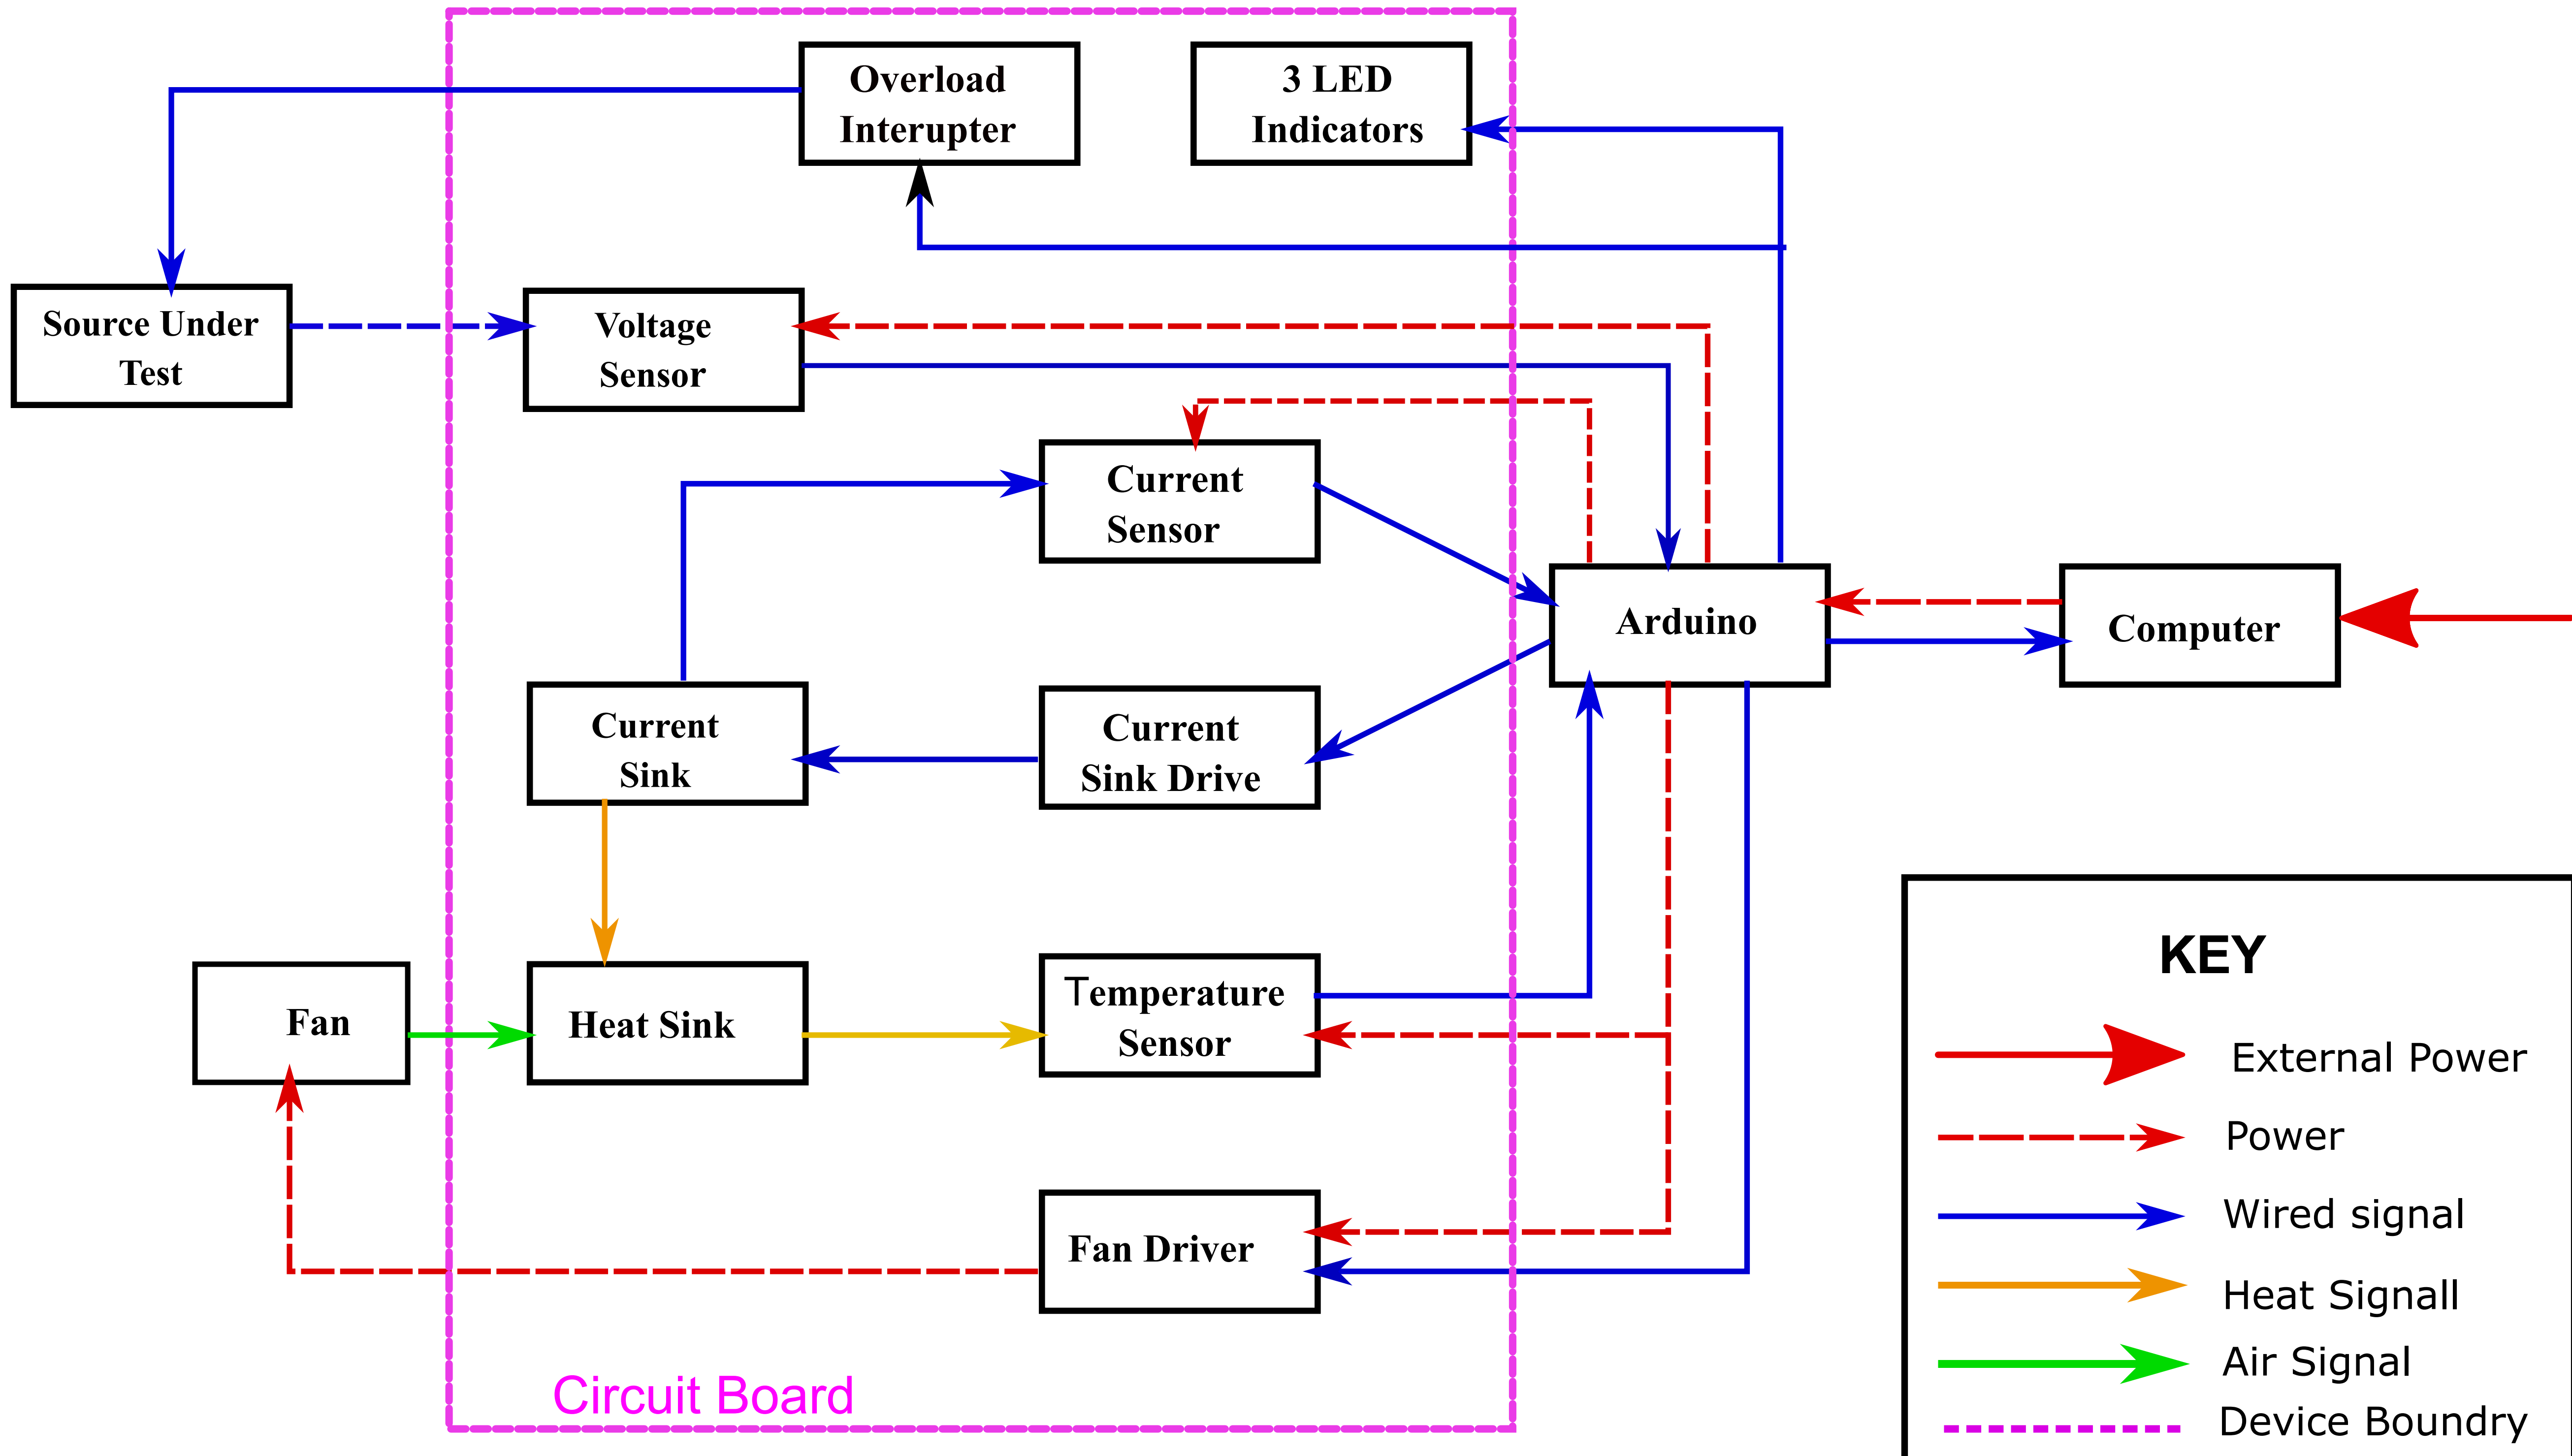 Overload
Interupter
3 LED
Indicators
Source Under
Test
Voltage
Sensor
Current
Sensor
Arduino
Computer
Current
Sink
Current
Sink Drive
Fan
Heat Sink
Temperature
Sensor
Fan Driver
Circuit Board
KEY
External Power
Power
Wired signal
Heat Signall
Air Signal
Device Boundry